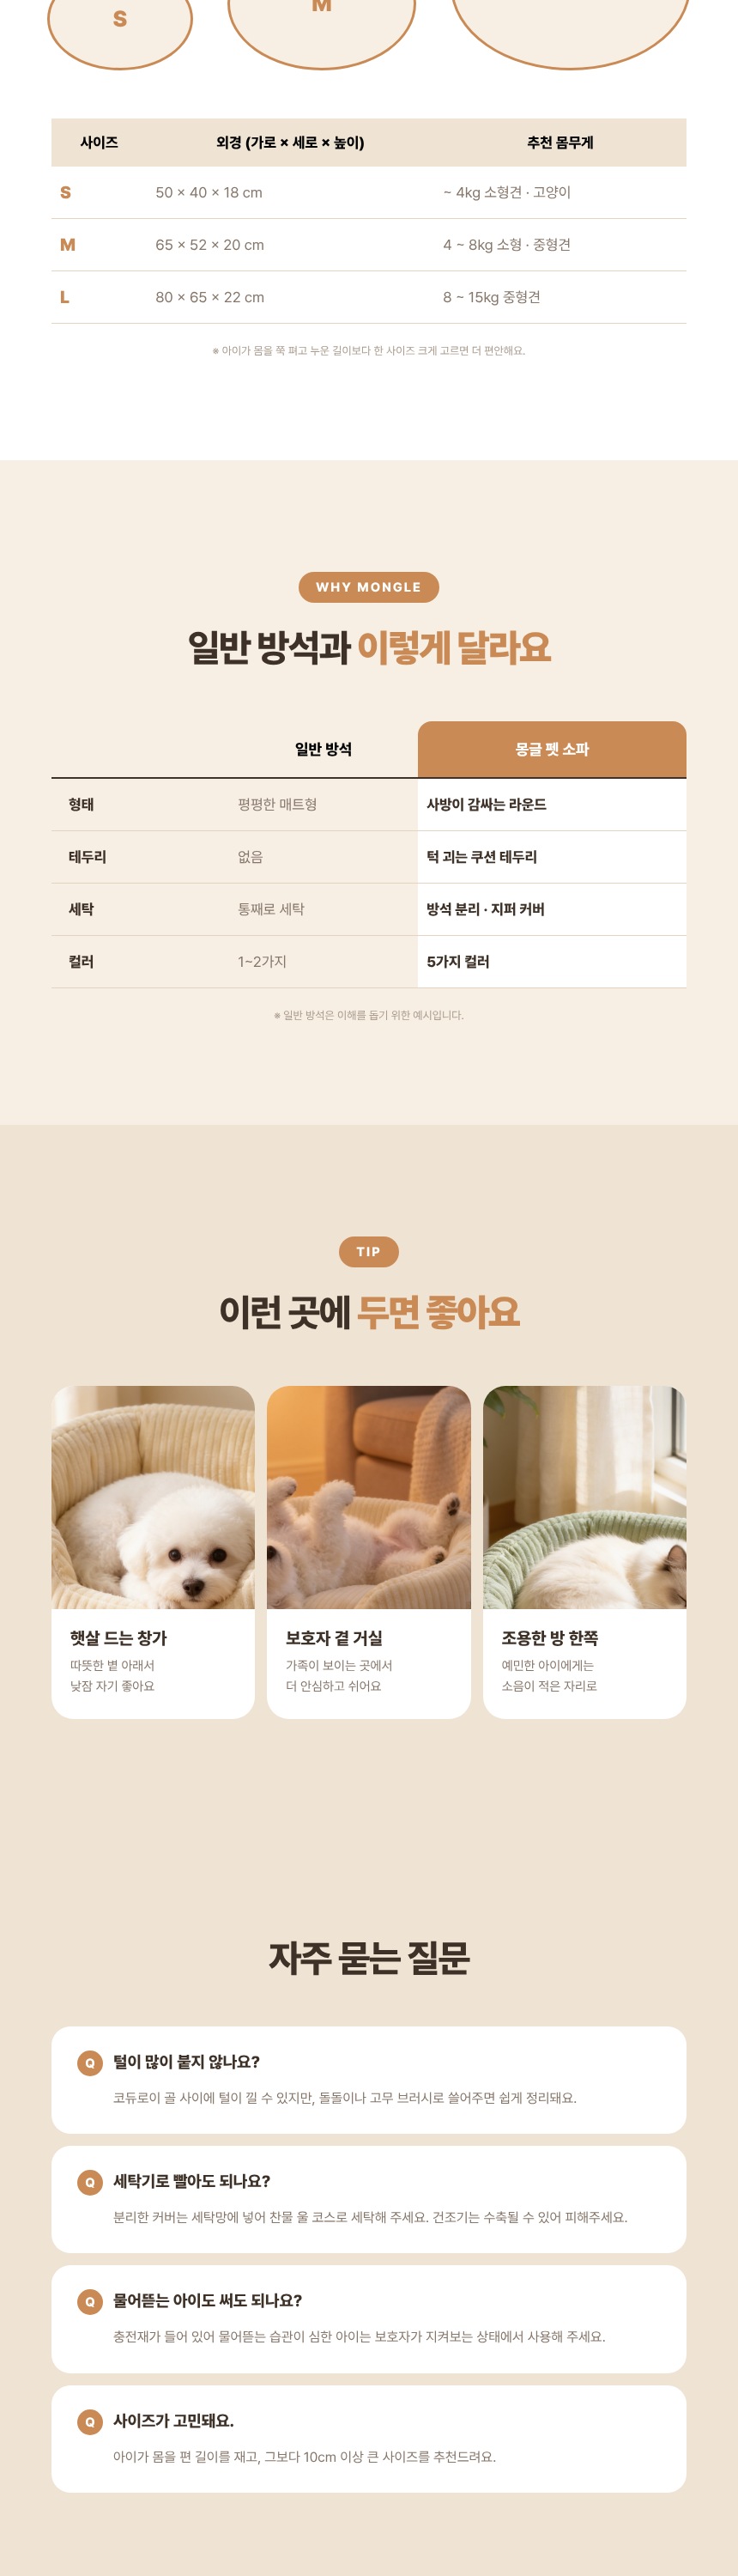 S
M
사이즈 외경 (가로 × 세로 × 높이) 추천 몸무게
S 50 × 40 × 18 cm ~ 4kg 소형견 · 고양이
M 65 × 52 × 20 cm 4 ~ 8kg 소형 · 중형견
L 80 × 65 × 22 cm 8 ~ 15kg 중형견
※ 아이가 몸을 쭉 펴고 누운 길이보다 한 사이즈 크게 고르면 더 편안해요.
WHY MONGLE
일반 방석과 이렇게 달라요
일반 방석 몽글 펫 소파
형태 평평한 매트형 사방이 감싸는 라운드
테두리 없음 턱 괴는 쿠션 테두리
세탁 통째로 세탁 방석 분리 · 지퍼 커버
컬러 1~2가지 5가지 컬러
※ 일반 방석은 이해를 돕기 위한 예시입니다.
TIP
이런 곳에 두면 좋아요
햇살 드는 창가
따뜻한 볕 아래서
낮잠 자기 좋아요
보호자 곁 거실
가족이 보이는 곳에서
더 안심하고 쉬어요
조용한 방 한쪽
예민한 아이에게는
소음이 적은 자리로
자주 묻는 질문
Q 털이 많이 붙지 않나요?
코듀로이 골 사이에 털이 낄 수 있지만, 돌돌이나 고무 브러시로 쓸어주면 쉽게 정리돼요.
Q 세탁기로 빨아도 되나요?
분리한 커버는 세탁망에 넣어 찬물 울 코스로 세탁해 주세요. 건조기는 수축될 수 있어 피해주세요.
Q 물어뜯는 아이도 써도 되나요?
충전재가 들어 있어 물어뜯는 습관이 심한 아이는 보호자가 지켜보는 상태에서 사용해 주세요.
Q 사이즈가 고민돼요.
아이가 몸을 편 길이를 재고, 그보다 10cm 이상 큰 사이즈를 추천드려요.